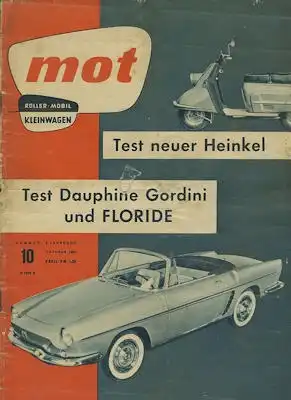 mot
ROLLER · MOBIL
KLEINWAGEN
Test neuer Heinkel
Test Dauphine Gordini
und FLORIDE
10